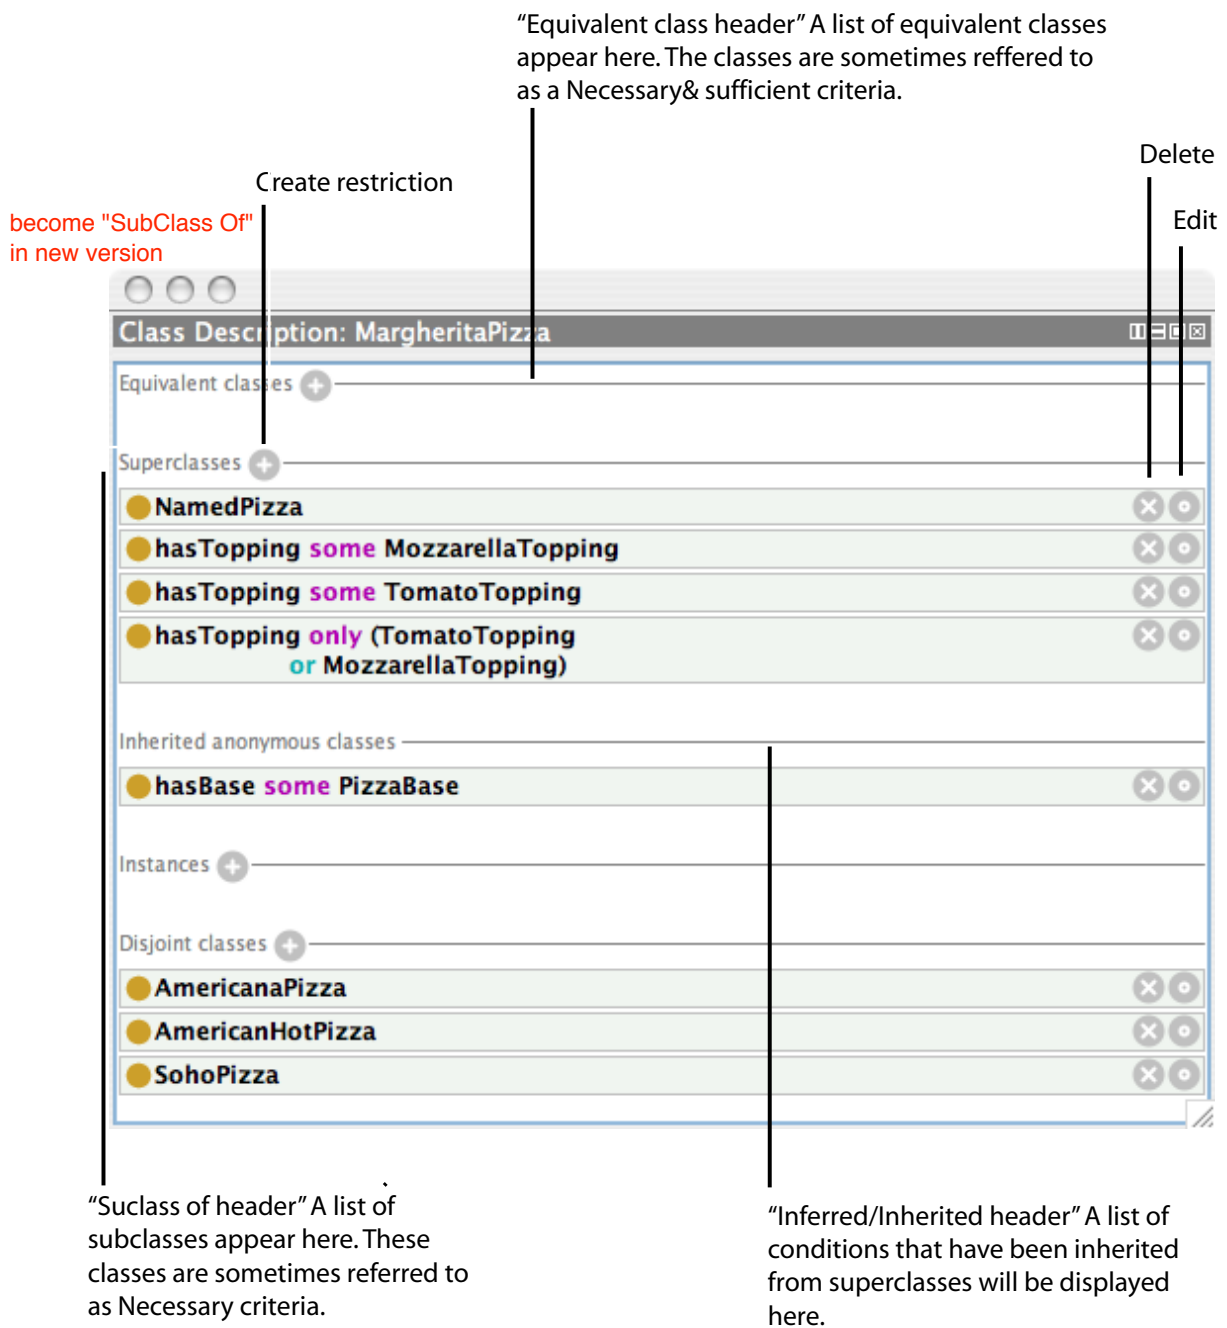 “Equivalent class header” A list of equivalent classes
appear here. The classes are sometimes reffered to
as a Necessary& sufficient criteria.
Delete
Create restriction
become "SubClass Of"
in new version
Edit
Class Description: MargheritaPizza
Equivalent classes
Superclasses
NamedPizza
hasTopping some MozzarellaTopping
hasTopping some TomatoTopping
hasTopping only (TomatoTopping
or MozzarellaTopping)
Inherited anonymous classes
hasBase some PizzaBase
Instances
Disjoint classes
AmericanaPizza
AmericanHotPizza
SohoPizza
“Suclass of header” A list of
subclasses appear here. These
classes are sometimes referred to
as Necessary criteria.
“Inferred/Inherited header” A list of
conditions that have been inherited
from superclasses will be displayed
here.